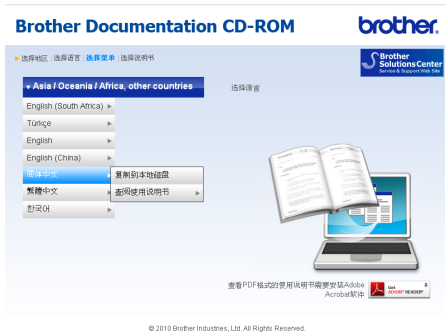 Brother Documentation CD-ROM
brother.
选择地区 | 选择语言 | 选择菜单 | 选择说明书
Brother
Solutions Center
Service & Support Web Site
Asia / Oceania / Africa, other countries
选择语言
English (South Africa)
Türkçe
English
English (China)
简体中文
复制到本地磁盘
繁體中文
查阅使用说明书
한국어
查看PDF格式的使用说明书需要安装Adobe
Acrobat软件
Get
ADOBE® READER®
© 2010 Brother Industries, Ltd. All Rights Reserved.